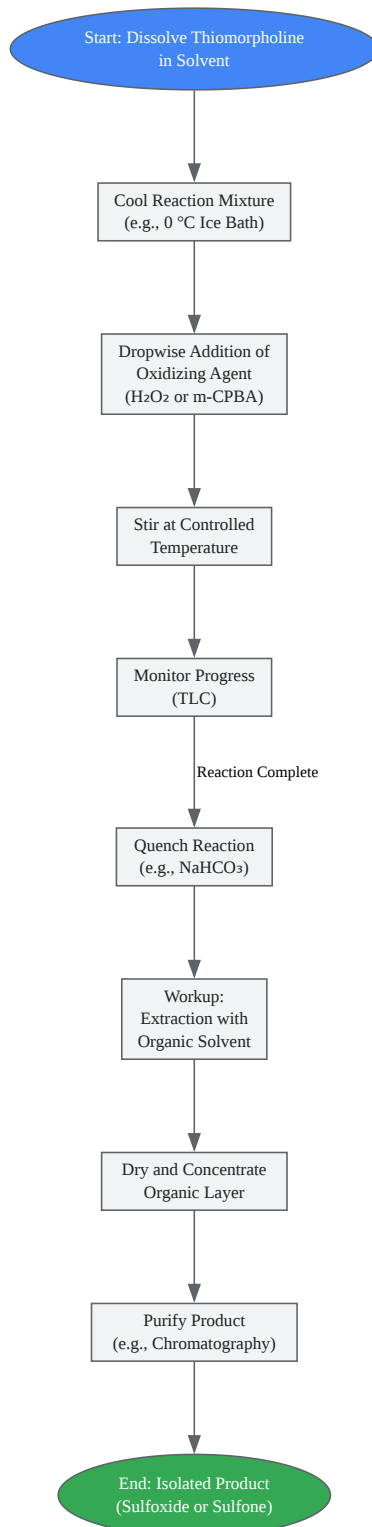 Start: Dissolve Thiomorpholine
in Solvent
Cool Reaction Mixture
(e.g., 0 °C Ice Bath)
Dropwise Addition of
Oxidizing Agent
(H₂O₂ or m-CPBA)
Stir at Controlled
Temperature
Monitor Progress
(TLC)
Reaction Complete
Quench Reaction
(e.g., NaHCO₃)
Workup:
Extraction with
Organic Solvent
Dry and Concentrate
Organic Layer
Purify Product
(e.g., Chromatography)
End: Isolated Product
(Sulfoxide or Sulfone)